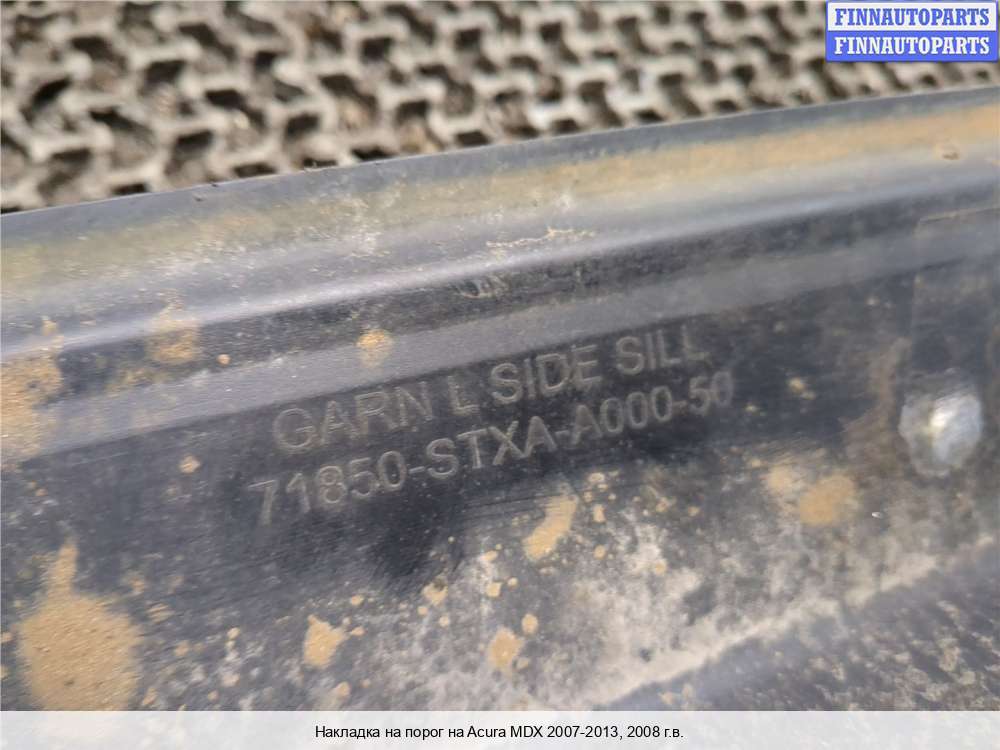 FINNAUTOPARTS
FINNAUTOPARTS
GARN L SIDE SILL
71850-STXA-A000-50
Накладка на порог на Acura MDX 2007-2013, 2008 г.в.